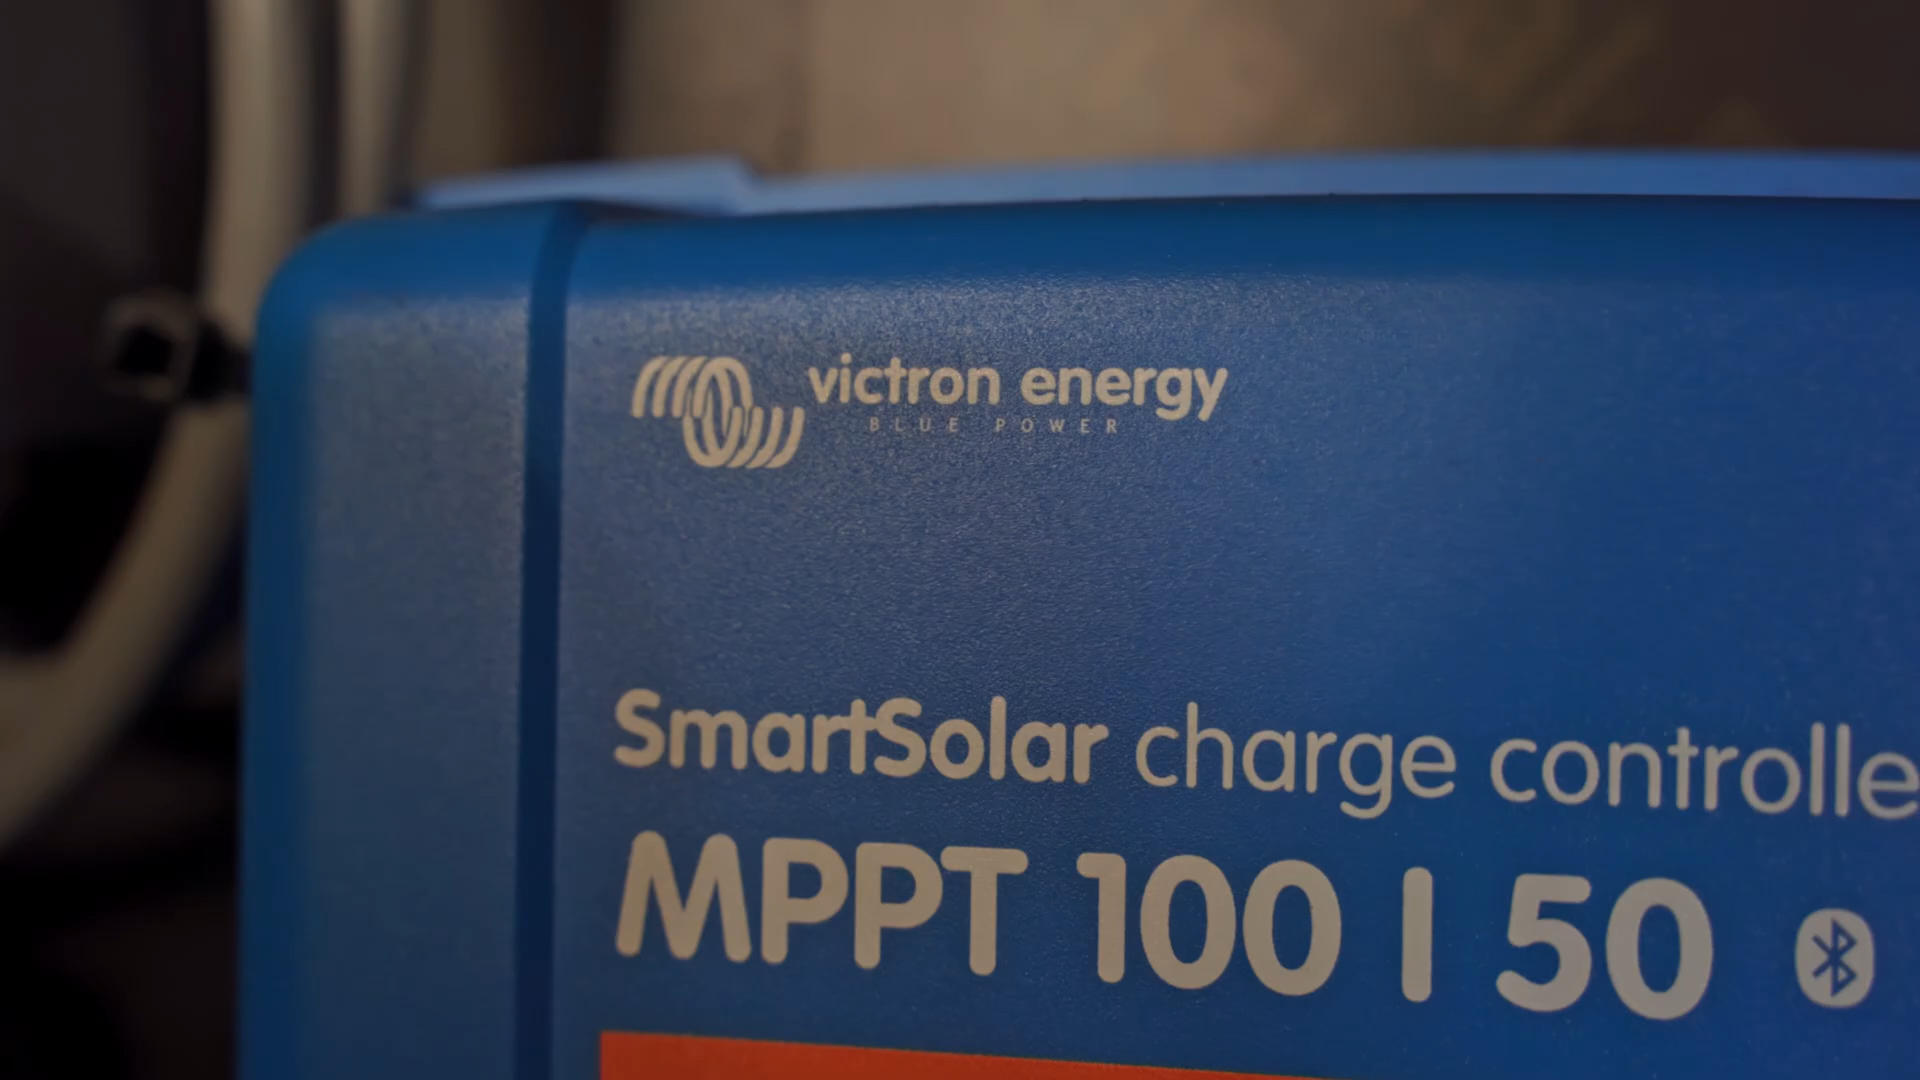 victron energy
BLUE POWER
SmartSolar charge controlle
MPPT 100 | 50